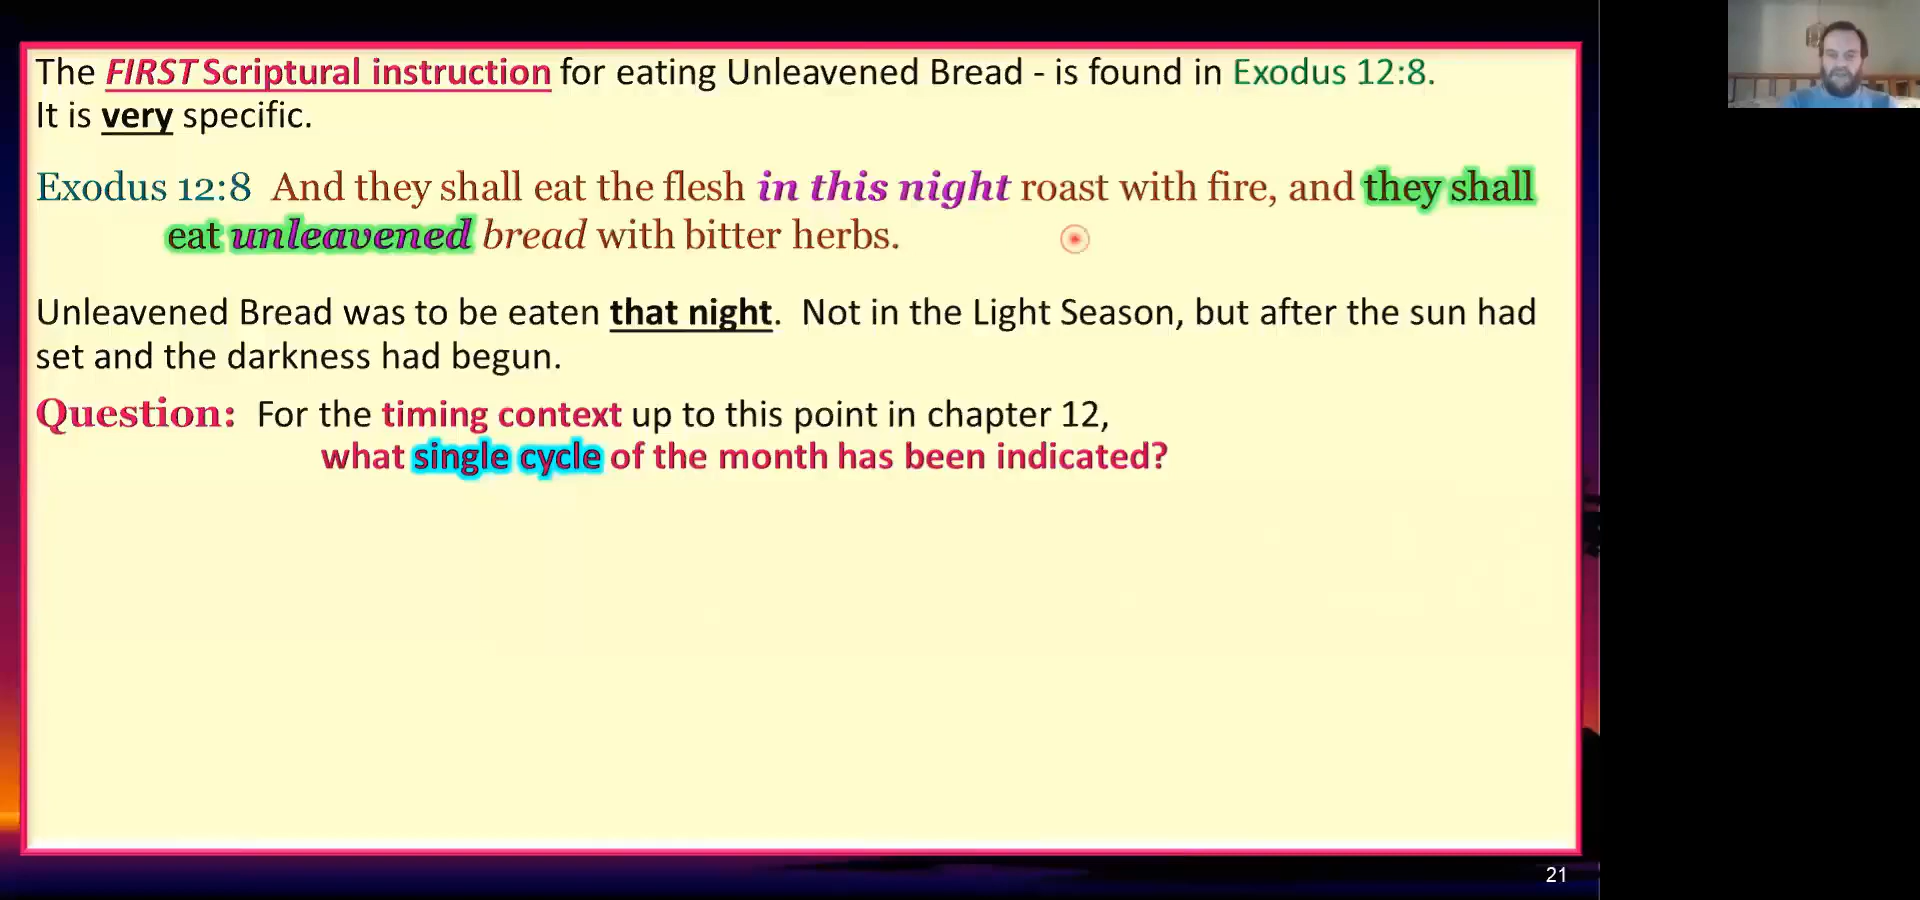 The FIRST Scriptural instruction for eating Unleavened Bread - is found in Exodus 12:8.
It is very specific.
Exodus 12:8 And they shall eat the flesh in this night roast with fire, and they shall
eat unleavened bread with bitter herbs.
Unleavened Bread was to be eaten that night. Not in the Light Season, but after the sun had
set and the darkness had begun.
Question: For the timing context up to this point in chapter 12,
what single cycle of the month has been indicated?
21